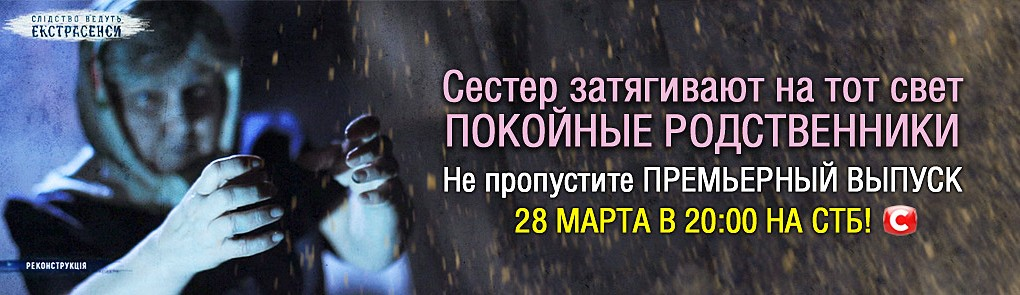 СЛІДСТВО ВЕДУТЬ
ЕКСТРАСЕНСИ
Сестер затягивают на тот свет
ПОКОЙНЫЕ РОДСТВЕННИКИ
Не пропустите ПРЕМЬЕРНЫЙ ВЫПУСК
28 МАРТА В 20:00 НА СТБ! С
РЕКОНСТРУКЦІЯ